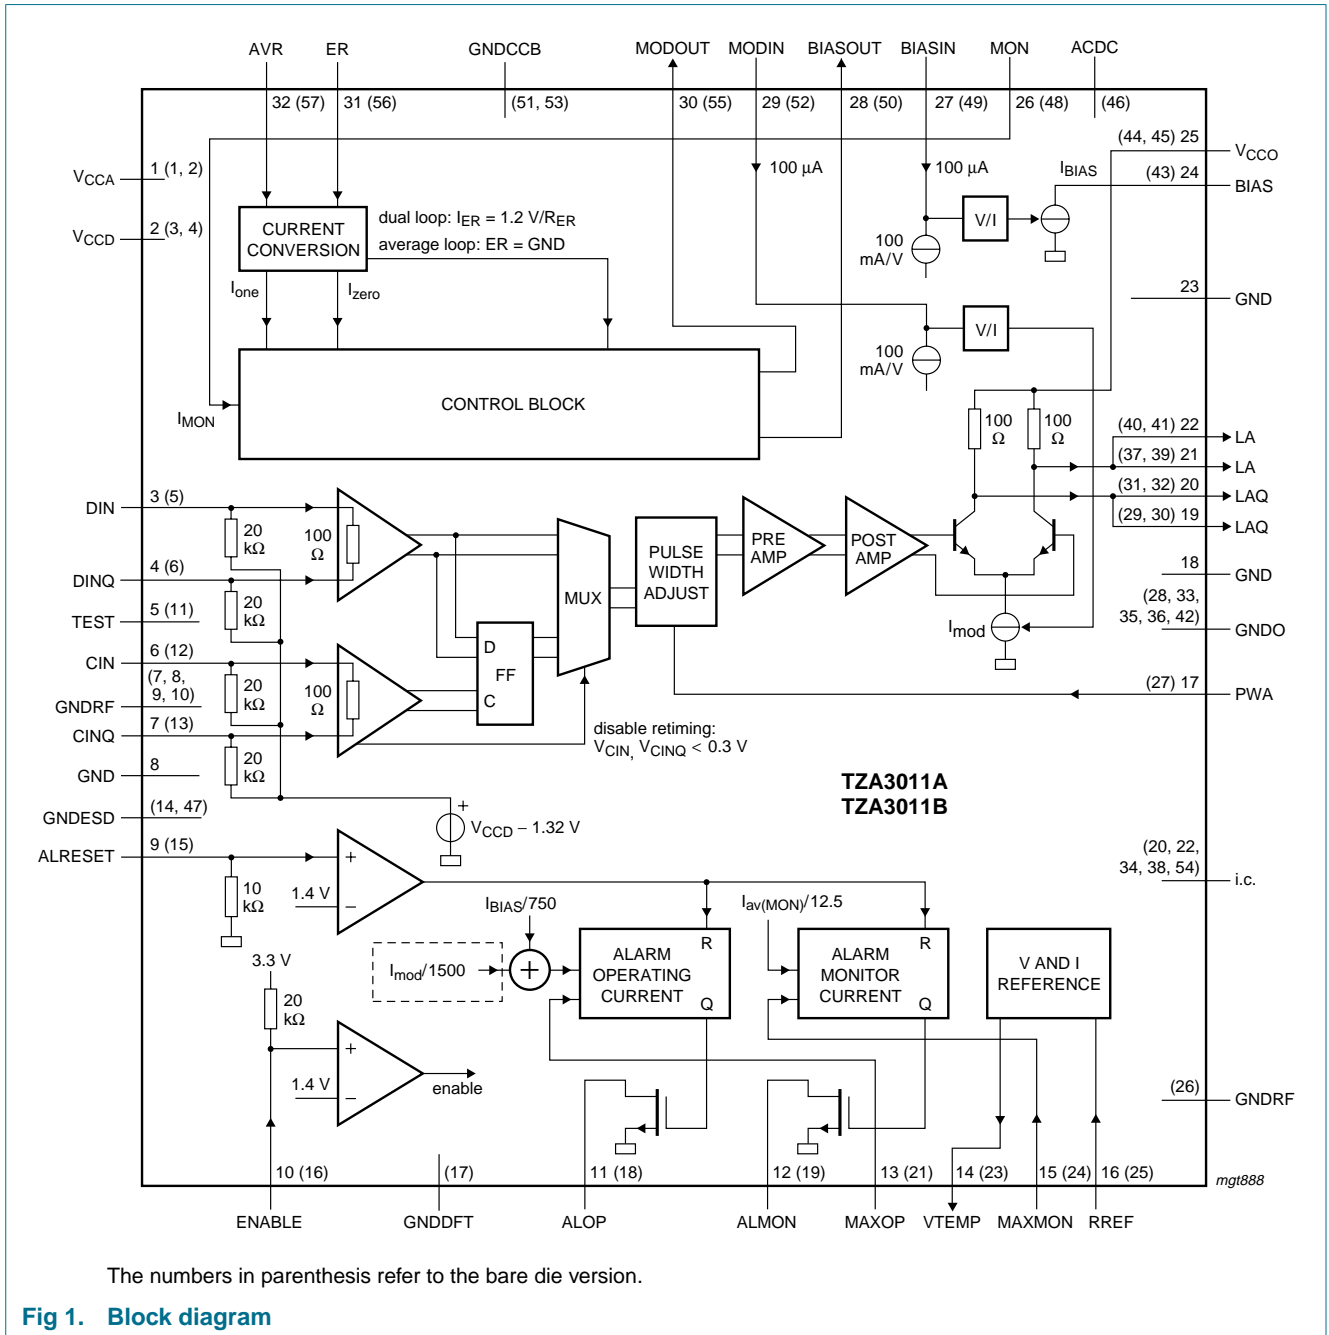 AVR ER GNDCCB MODOUT MODIN BIASOUT BIASIN MON ACDC
32 (57) 31 (56) (51, 53) 30 (55) 29 (52) 28 (50) 27 (49) 26 (48) (46)
(44, 45) 25
VCCO
VCCA
1 (1, 2)
100 μA
100 μA
IBIAS
(43) 24
BIAS
VCCD
2 (3, 4)
CURRENT
CONVERSION
dual loop: IER = 1.2 V/RER
average loop: ER = GND
V/I
100
mA/V
Ione
Izero
23
GND
V/I
100
mA/V
CONTROL BLOCK
IMON
100
Ω
100
Ω
(40, 41) 22
LA
(37, 39) 21
LA
(31, 32) 20
LAQ
(29, 30) 19
LAQ
DIN
3 (5)
20
kΩ
100
Ω
DINQ
4 (6)
20
kΩ
TEST
5 (11)
MUX
PULSE
WIDTH
ADJUST
PRE
AMP
POST
AMP
18
GND
(28, 33,
35, 36, 42)
GNDO
Imod
D
FF
C
CIN
6 (12)
(7, 8,
9, 10)
GNDRF
20
kΩ
100
Ω
CINQ
7 (13)
20
kΩ
(27) 17
PWA
disable retiming:
VCIN, VCINQ < 0.3 V
GND
8
TZA3011A
TZA3011B
GNDESD
(14, 47)
+
VCCD − 1.32 V
ALRESET
9 (15)
+
−
10
kΩ
1.4 V
(20, 22,
34, 38, 54)
i.c.
IBIAS/750
Iav(MON)/12.5
Imod/1500
+
R
ALARM
OPERATING
CURRENT
Q
R
ALARM
MONITOR
CURRENT
Q
V AND I
REFERENCE
3.3 V
20
kΩ
+
−
1.4 V
enable
(26)
GNDRF
10 (16) (17) 11 (18) 12 (19) 13 (21) 14 (23) 15 (24) 16 (25)
mgt888
ENABLE GNDDFT ALOP ALMON MAXOP VTEMP MAXMON RREF
The numbers in parenthesis refer to the bare die version.
Fig 1. Block diagram